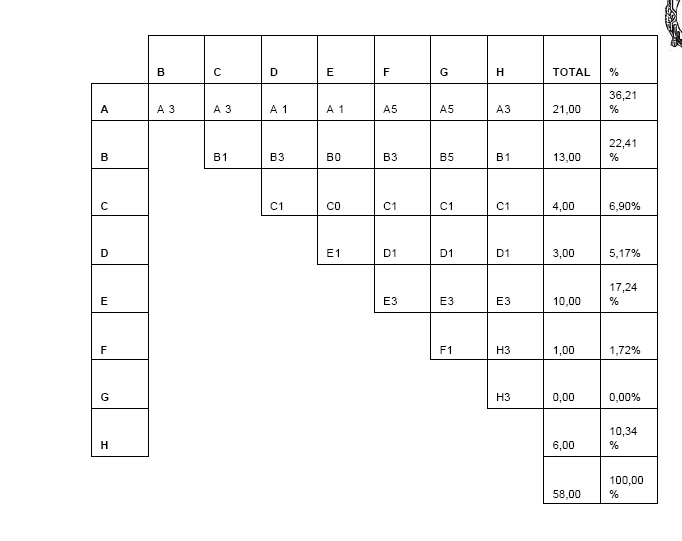 B C D E F G H TOTAL %
A A 3 A 3 A 1 A 1 A5 A5 A3 21,00 36,21 %
B B1 B3 B0 B3 B5 B1 13,00 22,41 %
C C1 C0 C1 C1 C1 4,00 6,90%
D E1 D1 D1 D1 3,00 5,17%
E E3 E3 E3 10,00 17,24 %
F F1 H3 1,00 1,72%
G H3 0,00 0,00%
H 6,00 10,34 %
58,00 100,00 %